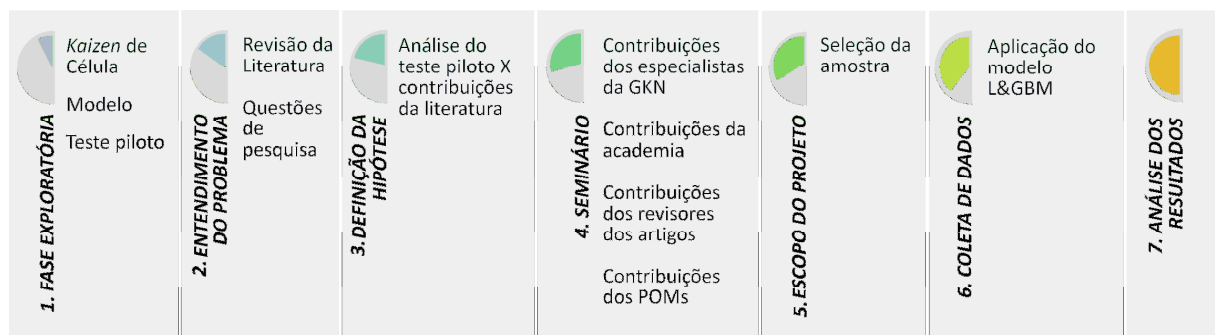 1. FASE EXPLORATÓRIA
Kaizen de
Célula
Modelo
Teste piloto
2. ENTENDIMENTO
DO PROBLEMA
Revisão da
Literatura
Questões
de
pesquisa
3. DEFINIÇÃO DA
HIPÓTESE
Análise do
teste piloto X
contribuições
da literatura
4. SEMINÁRIO
Contribuições
dos especialistas
da GKN
Contribuições da
academia
Contribuições
dos revisores
dos artigos
Contribuições
dos POMs
5. ESCOPO DO PROJETO
Seleção da
amostra
6. COLETA DE DADOS
Aplicação do
modelo
L&GBM
7. ANÁLISE DOS
RESULTADOS